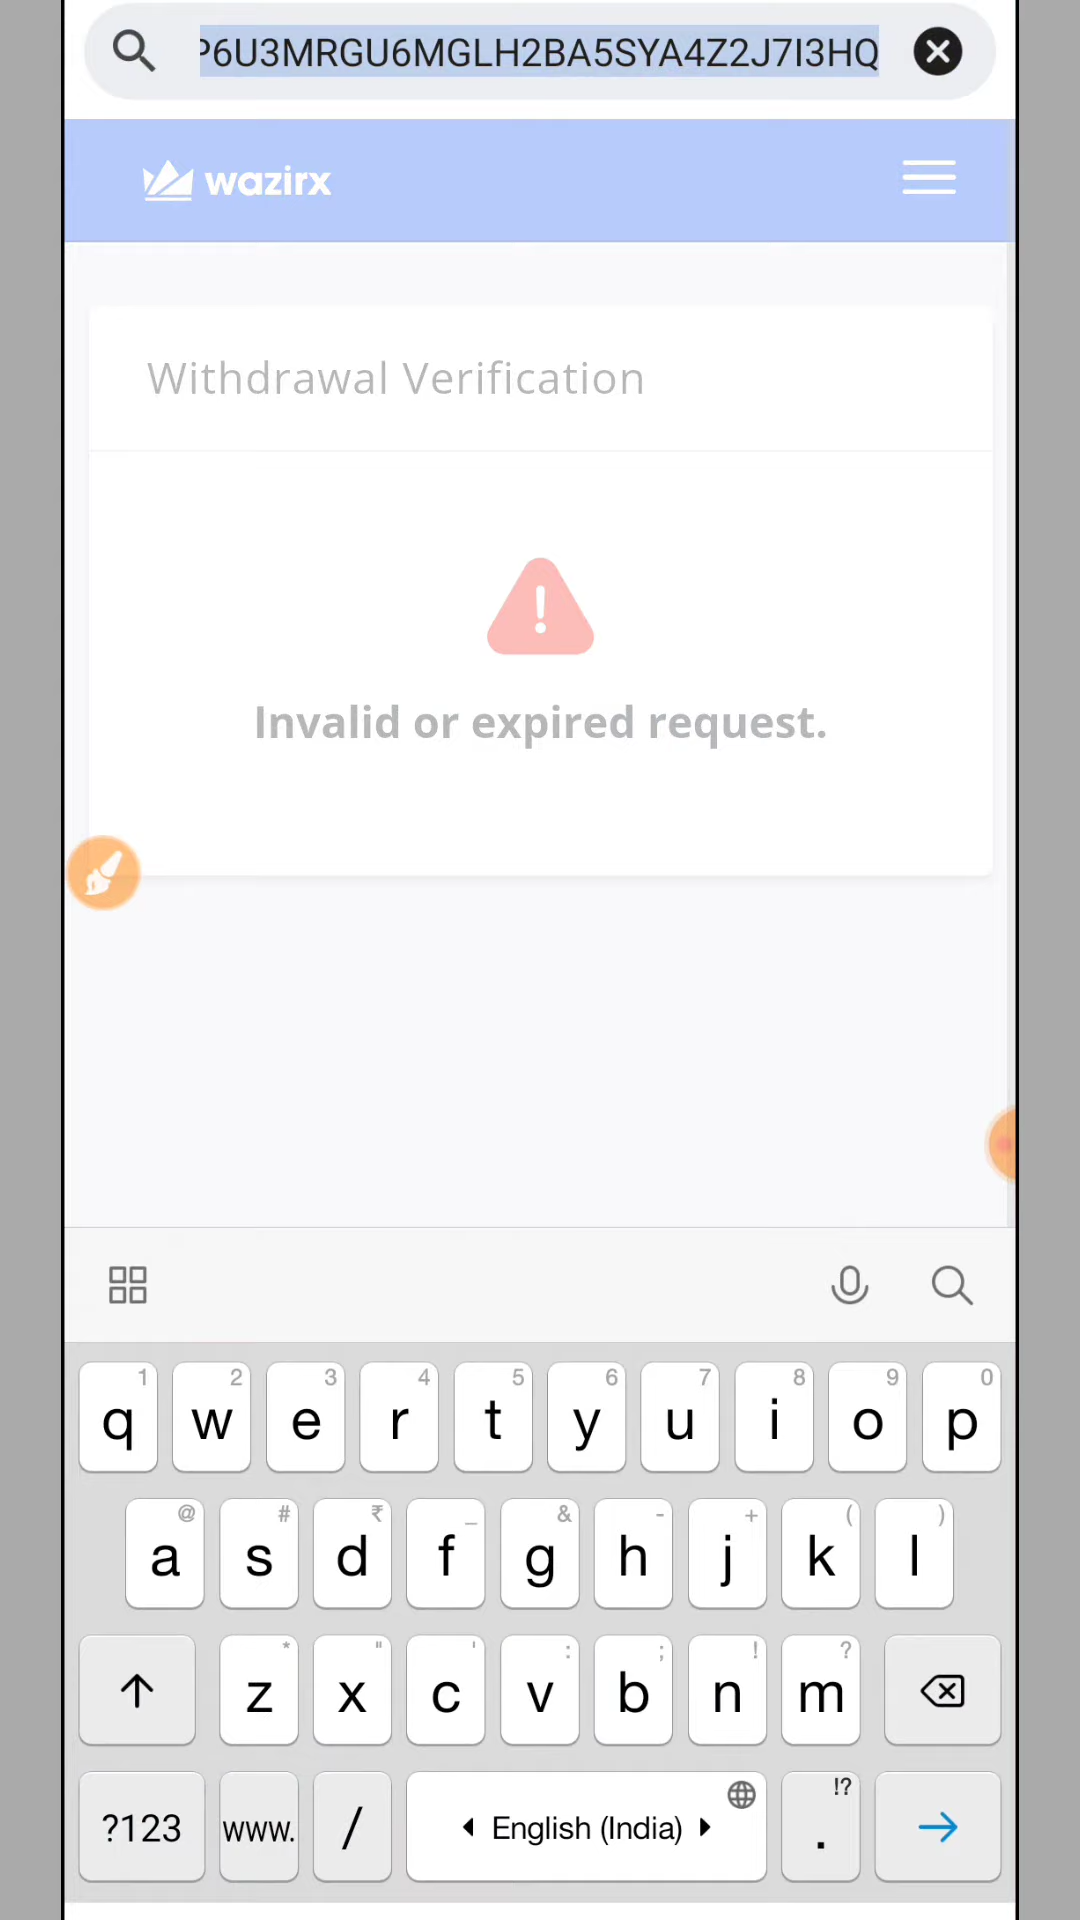 P6U3MRGU6MGLH2BA5SYA4Z2J7I3HQ
wazirx
Withdrawal Verification
!
Invalid or expired request.
1 2 3 4 5 6 7 8 9 0
q w e r t y u i o p
@ # ₹ _ & - + ( )
a s d f g h j k l
* " ' : ; ! ?
z x c v b n m
!?
?123 www. / English (India) .